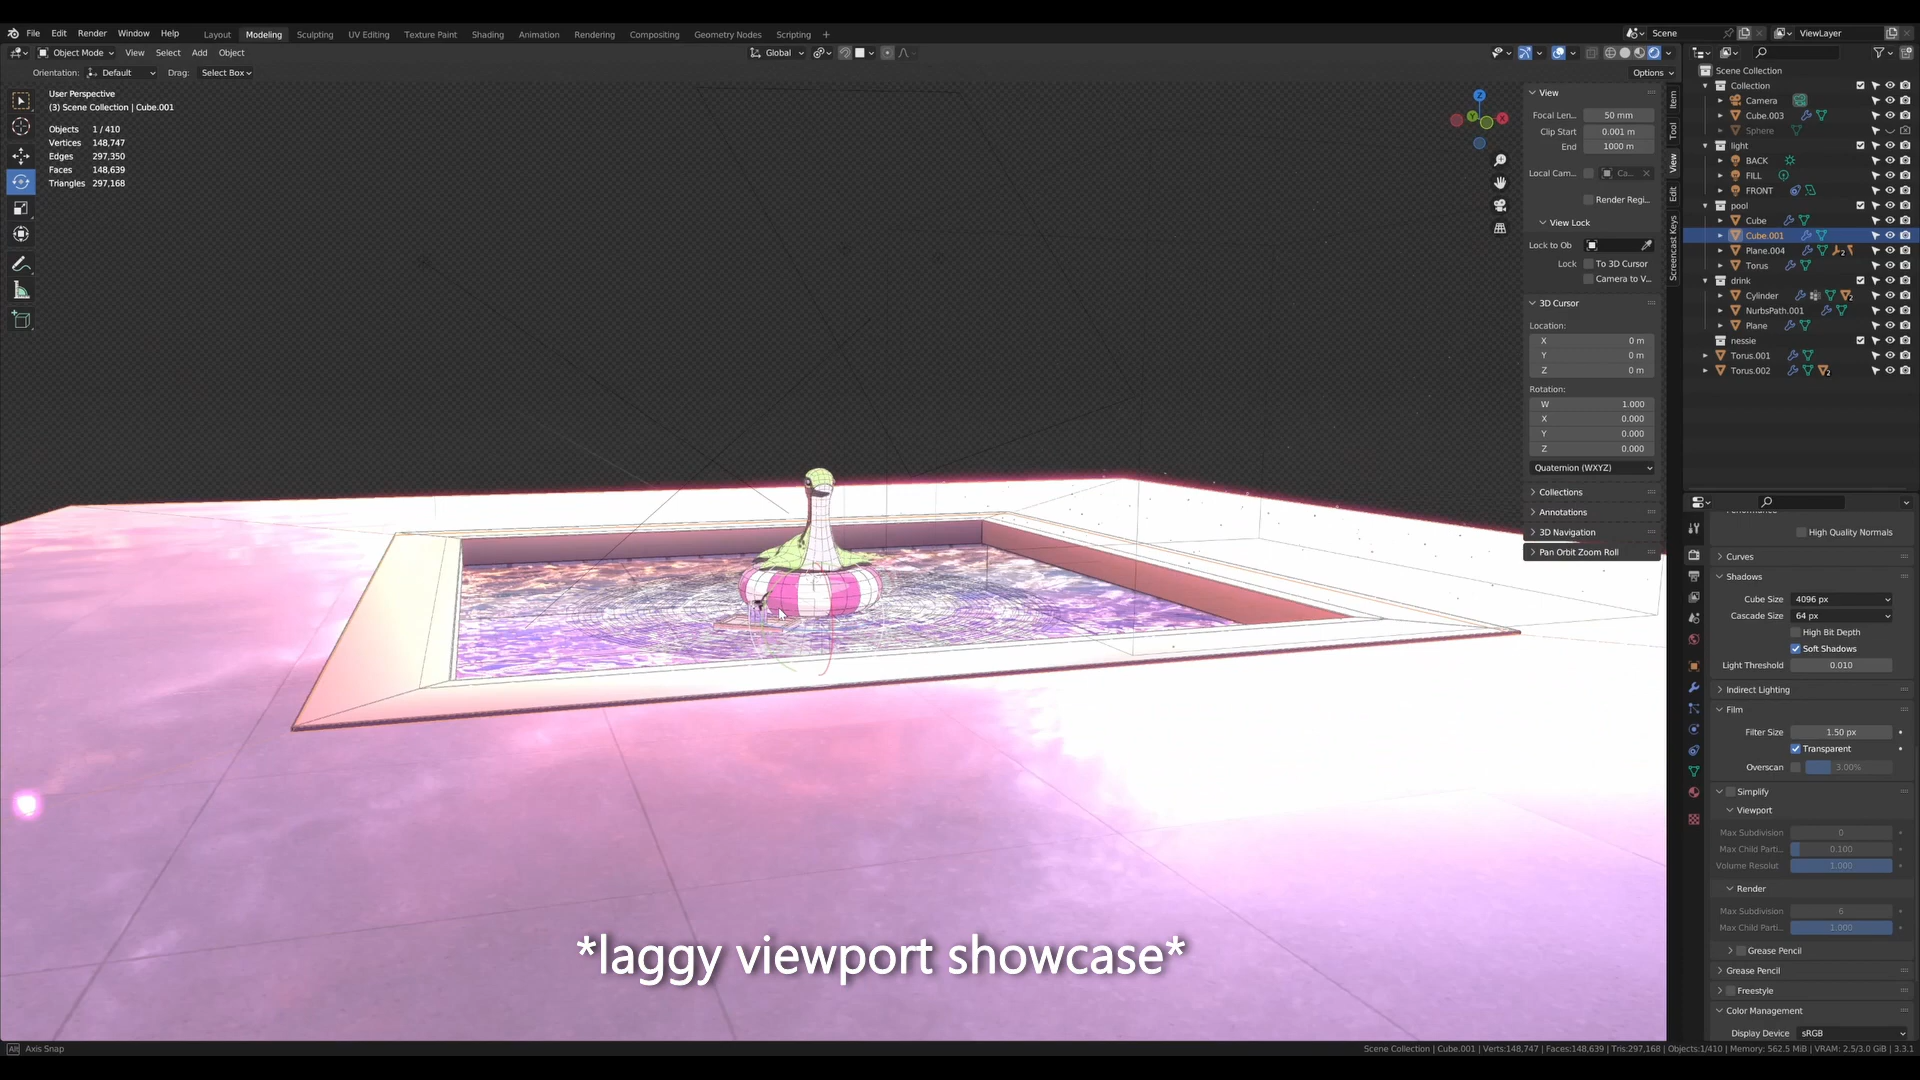 File Edit Render Window Help Layout Modeling Sculpting UV Editing Texture Paint Shading Animation Rendering Compositing Geometry Nodes Scripting + Scene ViewLayer
Object Mode View Select Add Object Global
Orientation: Default Drag: Select Box Options
User Perspective
(3) Scene Collection | Cube.001
Objects 1 / 410
Vertices 148,747
Edges 297,350
Faces 148,639
Triangles 297,168
Z
Y
X
View
Focal Len... 50 mm
Clip Start 0.001 m
End 1000 m
Local Cam... Ca...
Render Regi...
View Lock
Lock to Ob
Lock To 3D Cursor
Camera to V...
3D Cursor
Location:
X 0 m
Y 0 m
Z 0 m
Rotation:
W 1.000
X 0.000
Y 0.000
Z 0.000
Quaternion (WXYZ)
Collections
Annotations
3D Navigation
Pan Orbit Zoom Roll
Item
Tool
View
Edit
Screencast Keys
Scene Collection
Collection
Camera
Cube.003
Sphere
light
BACK
FILL
FRONT
pool
Cube
Cube.001
Plane.004 2
Torus
drink
Cylinder 2
NurbsPath.001
Plane
nessie
Torus.001
Torus.002 2
High Quality Normals
Curves
Shadows
Cube Size 4096 px
Cascade Size 64 px
High Bit Depth
Soft Shadows
Light Threshold 0.010
Indirect Lighting
Film
Filter Size 1.50 px
Transparent
Overscan 3.00%
Simplify
Viewport
Max Subdivision 0
Max Child Parti... 0.100
Volume Resolut 1.000
Render
Max Subdivision 6
Max Child Parti... 1.000
Grease Pencil
Grease Pencil
Freestyle
Color Management
Display Device sRGB
*laggy viewport showcase*
Alt Axis Snap
Scene Collection | Cube.001 | Verts:148,747 | Faces:148,639 | Tris:297,168 | Objects:1/410 | Memory: 562.5 MiB | VRAM: 2.5/3.0 GiB | 3.3.1